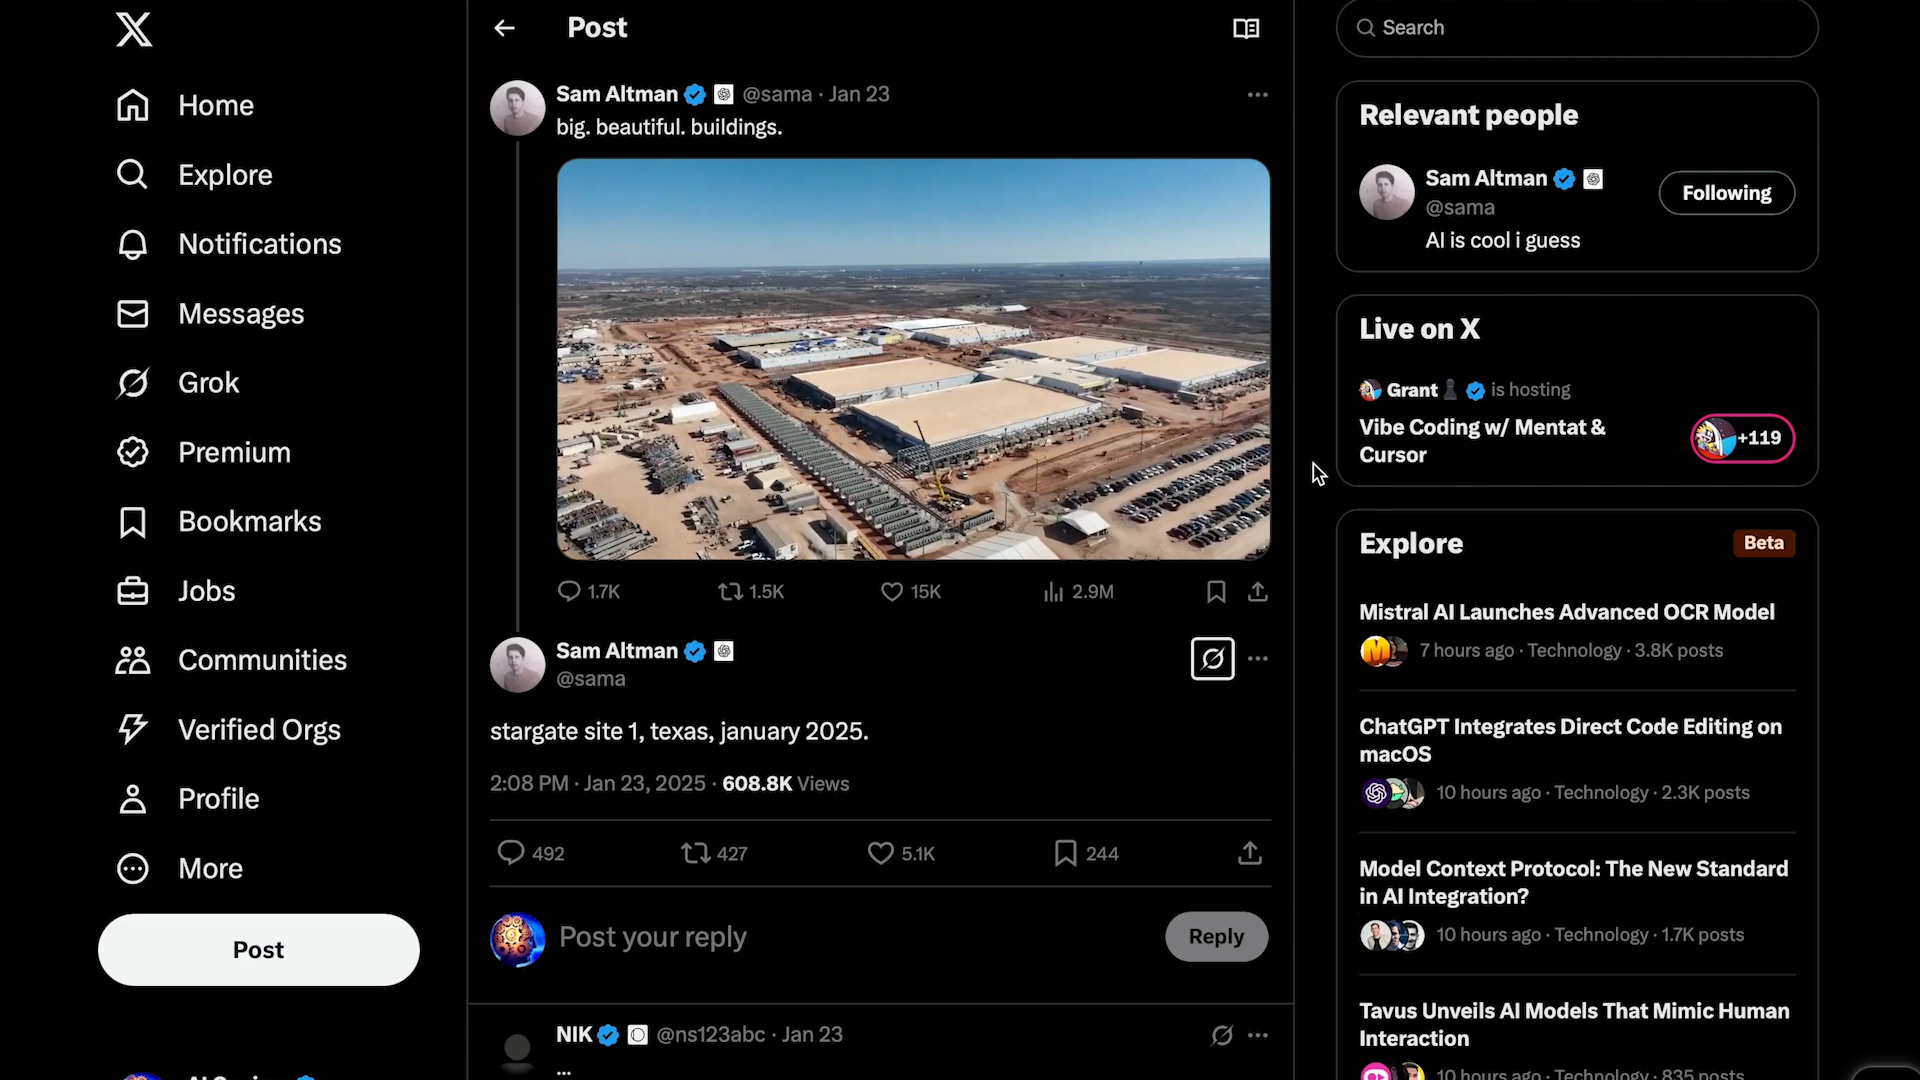 Home
Explore
Notifications
Messages
Grok
Premium
Bookmarks
Jobs
Communities
Verified Orgs
Profile
More
Post
Post
Sam Altman @sama · Jan 23
big. beautiful. buildings.
1.7K 1.5K 15K 2.9M
Sam Altman
@sama
stargate site 1, texas, january 2025.
2:08 PM · Jan 23, 2025 · 608.8K Views
492 427 5.1K 244
Post your reply
Reply
NIK @ns123abc · Jan 23
...
Search
Relevant people
Sam Altman
@sama
Following
AI is cool i guess
Live on X
Grant is hosting
Vibe Coding w/ Mentat &
Cursor
+119
Explore
Beta
Mistral AI Launches Advanced OCR Model
7 hours ago · Technology · 3.8K posts
ChatGPT Integrates Direct Code Editing on
macOS
10 hours ago · Technology · 2.3K posts
Model Context Protocol: The New Standard
in AI Integration?
10 hours ago · Technology · 1.7K posts
Tavus Unveils AI Models That Mimic Human
Interaction
10 hours ago · Technology · 835 posts